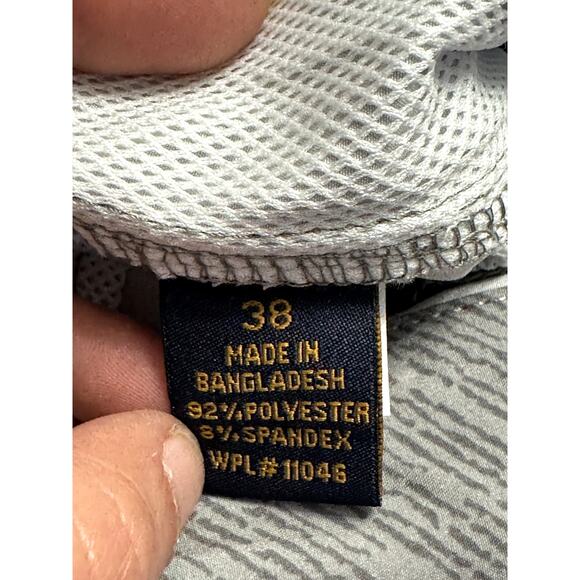 38
MADE IN
BANGLADESH
92% POLYESTER
8% SPANDEX
WPL# 11046